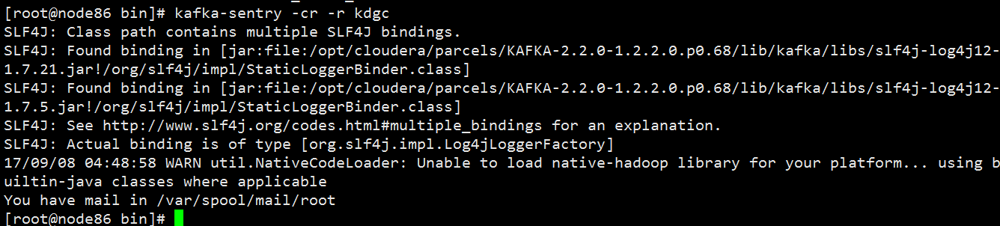 [root@node86 bin]# kafka-sentry -cr -r kdgc
SLF4J: Class path contains multiple SLF4J bindings.
SLF4J: Found binding in [jar:file:/opt/cloudera/parcels/KAFKA-2.2.0-1.2.2.0.p0.68/lib/kafka/libs/slf4j-log4j12-
1.7.21.jar!/org/slf4j/impl/StaticLoggerBinder.class]
SLF4J: Found binding in [jar:file:/opt/cloudera/parcels/KAFKA-2.2.0-1.2.2.0.p0.68/lib/kafka/libs/slf4j-log4j12-
1.7.5.jar!/org/slf4j/impl/StaticLoggerBinder.class]
SLF4J: See http://www.slf4j.org/codes.html#multiple_bindings for an explanation.
SLF4J: Actual binding is of type [org.slf4j.impl.Log4jLoggerFactory]
17/09/08 04:48:58 WARN util.NativeCodeLoader: Unable to load native-hadoop library for your platform... using b
uiltin-java classes where applicable
You have mail in /var/spool/mail/root
[root@node86 bin]#